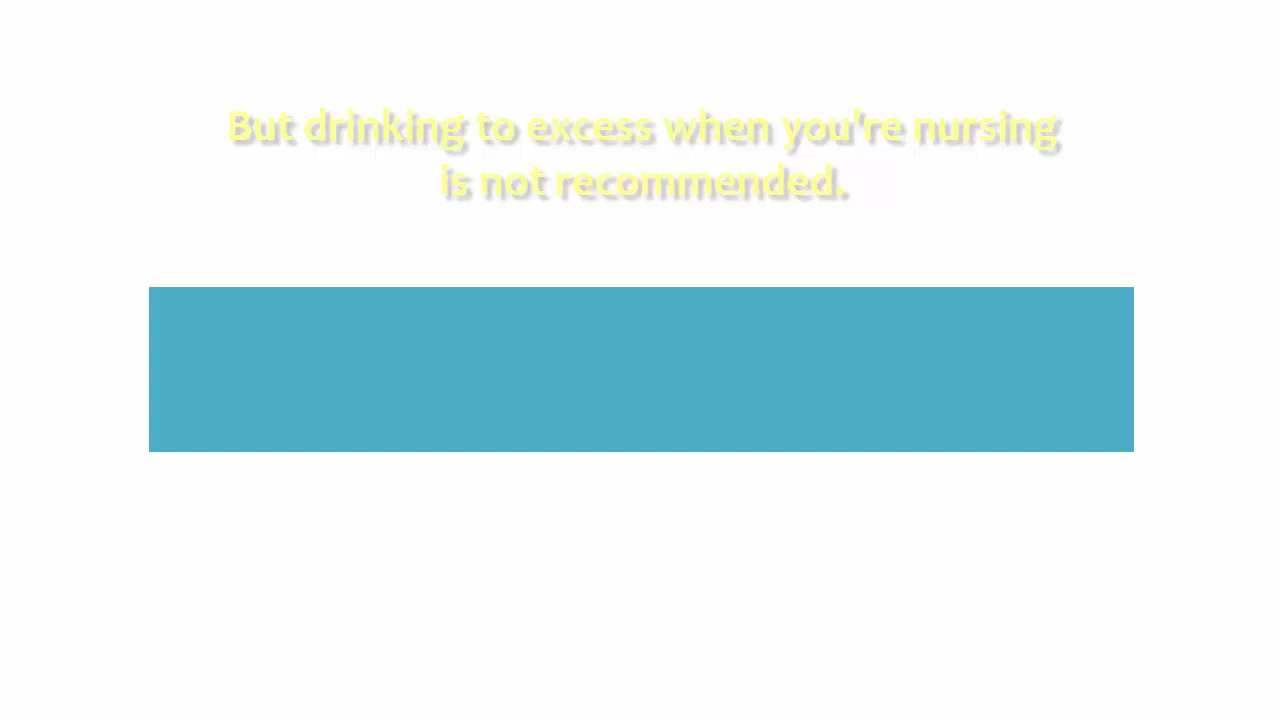 But drinking to excess when you're nursing
is not recommended.